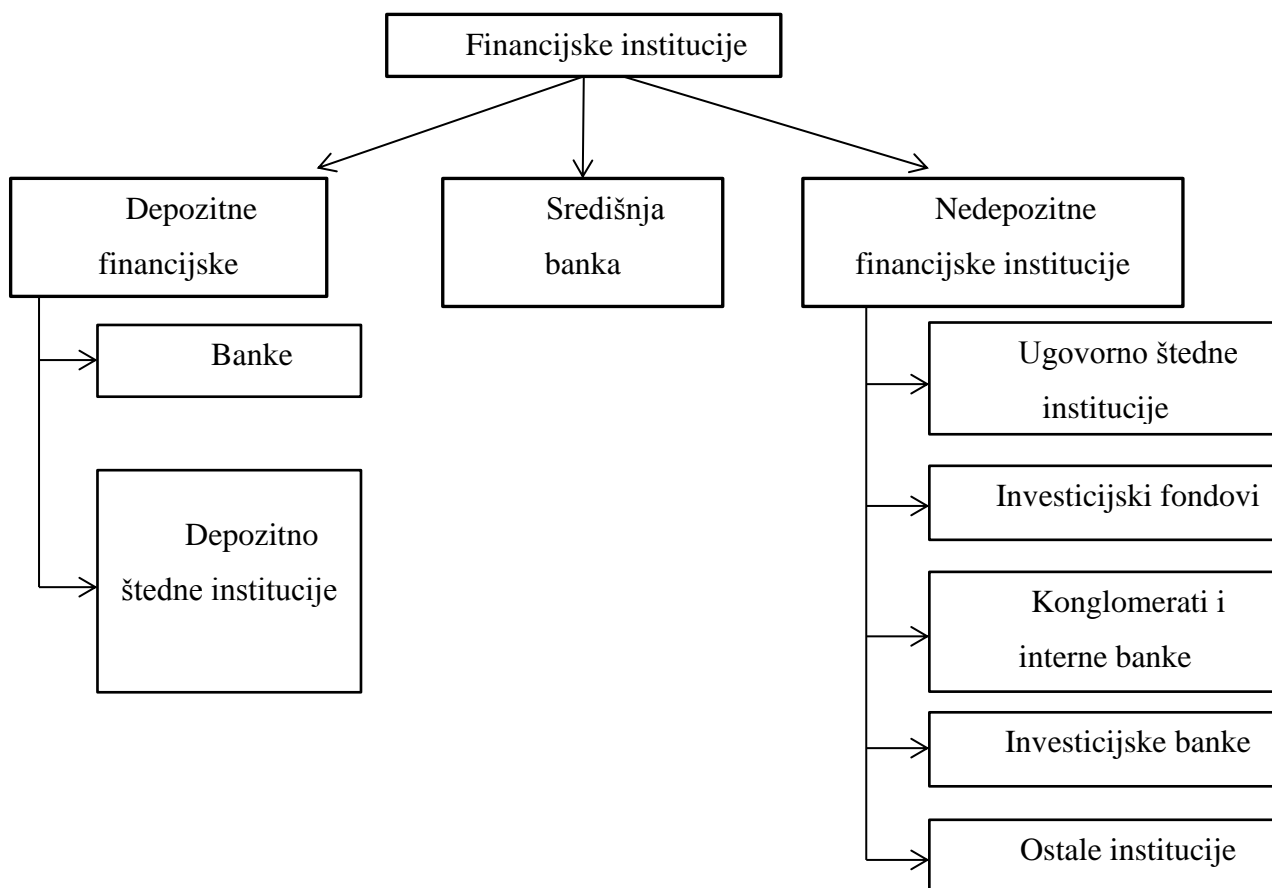 Financijske institucije
Depozitne
financijske
Središnja
banka
Nedepozitne
financijske institucije
Banke
Depozitno
štedne institucije
Ugovorno štedne
institucije
Investicijski fondovi
Konglomerati i
interne banke
Investicijske banke
Ostale institucije